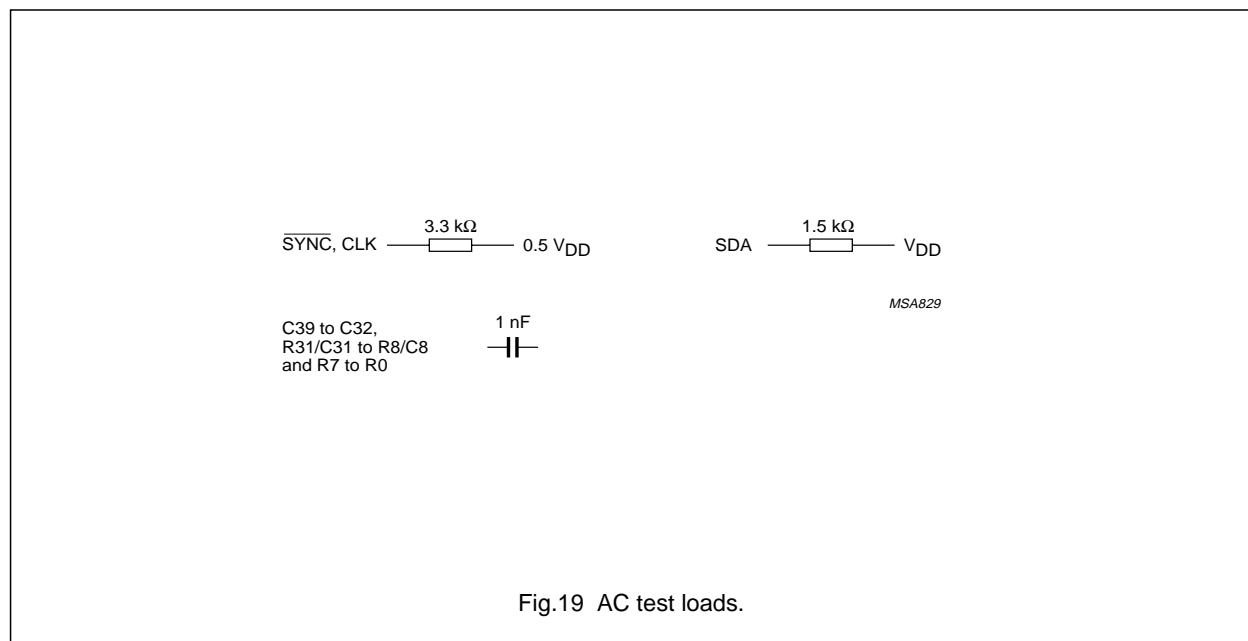 3.3 kΩ
SYNC, CLK
0.5 VDD
1.5 kΩ
SDA
VDD
MSA829
C39 to C32,
R31/C31 to R8/C8
and R7 to R0
1 nF
Fig.19 AC test loads.